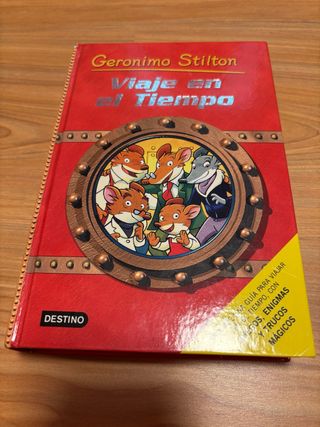 Geronimo Stilton
Viaje en
el Tiempo
GUÍA PARA VIAJAR
TIEMPO, CON
ENIGMAS
TRUCOS
MÁGICOS
DESTINO